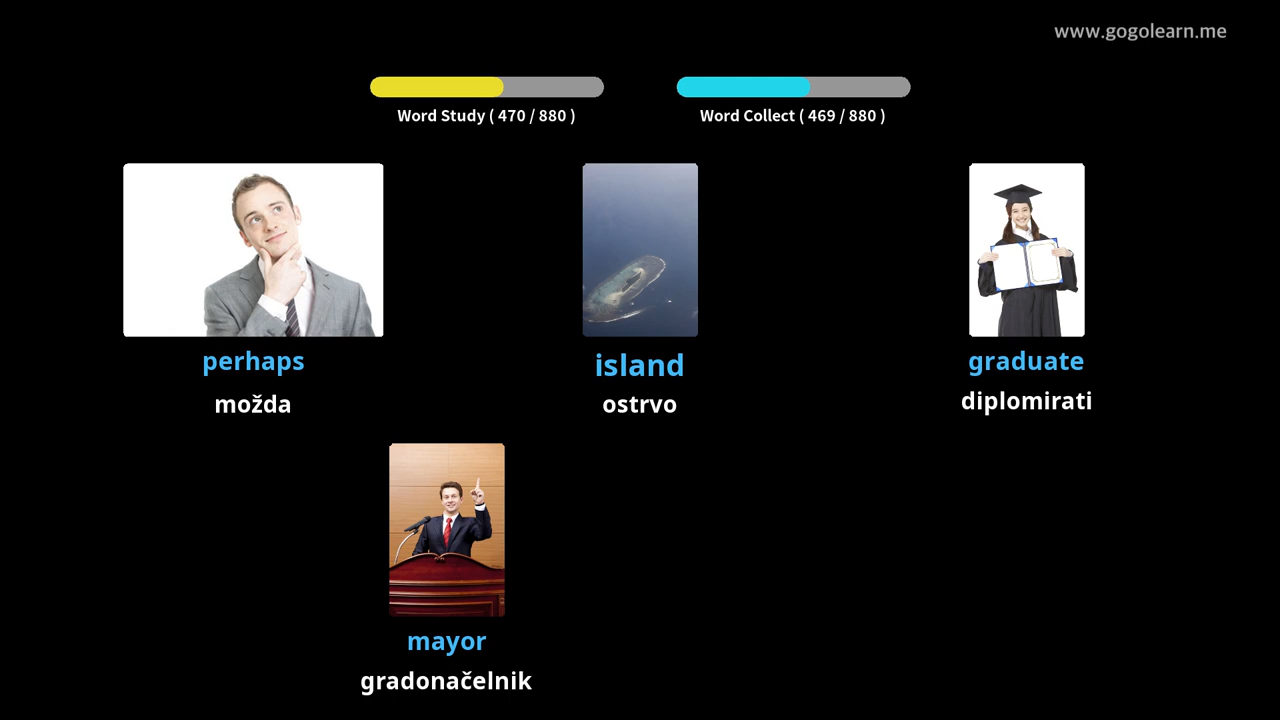 www.gogolearn.me
Word Study ( 470 / 880 )
Word Collect ( 469 / 880 )
perhaps
možda
island
ostrvo
graduate
diplomirati
mayor
gradonačelnik